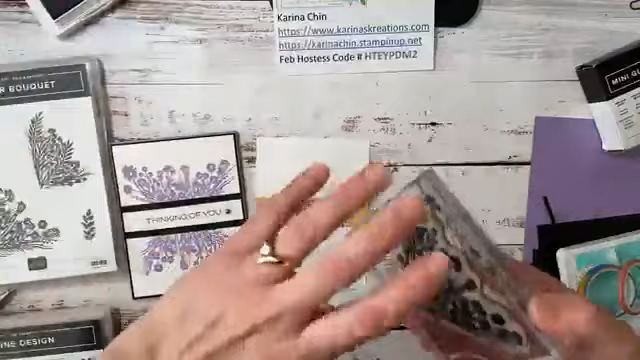 Karina Chin
https://www.karinaskreations.com
https://karinachin.stampinup.net
Feb Hostess Code # HTEYPDM2
MINI GL
R BOUQUET
THINKING OF YOU
INE DESIGN